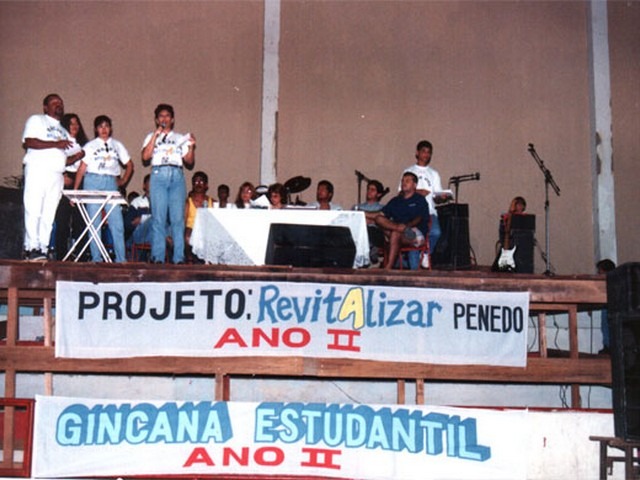 PROJETO: RevitAlizar PENEDO
ANO II
GINCANA ESTUDANTIL
ANO II